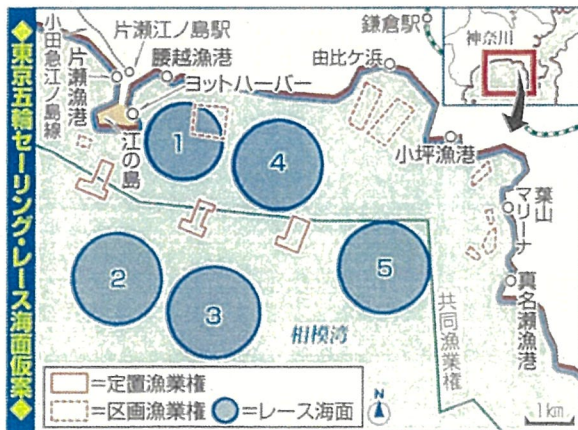 ◆東京五輪セーリング・レース海面仮案◆
小田急江ノ島線
片瀬漁港
片瀬江ノ島駅
腰越漁港
ヨットハーバー
江の島
鎌倉駅
由比ケ浜
小坪漁港
神奈川
葉山マリーナ
真名瀬漁港
共同漁業権
相模湾
1
2
3
4
5
=定置漁業権
=区画漁業権
=レース海面
N
1km